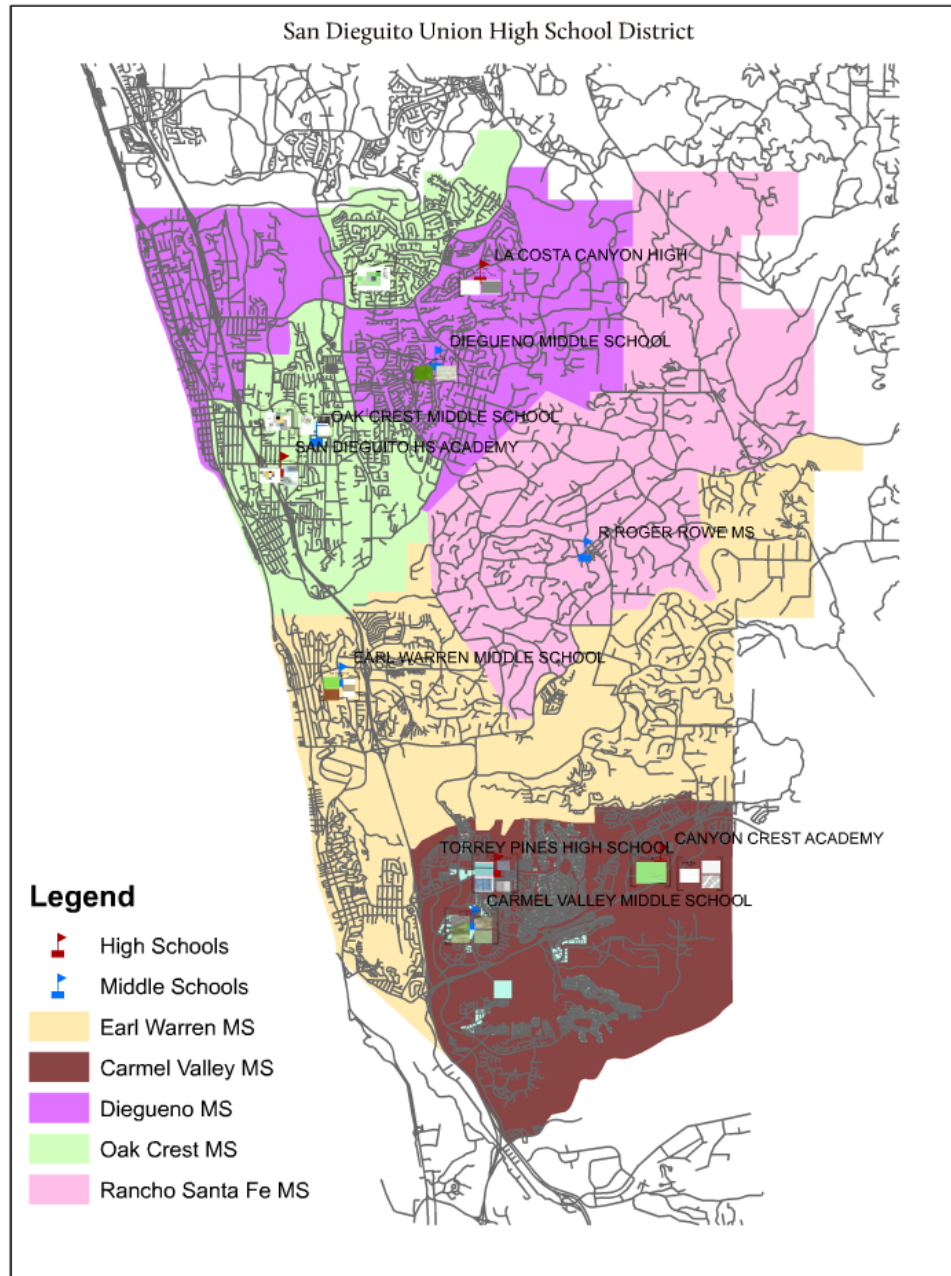 San Dieguito Union High School District
LA COSTA CANYON HIGH
DIEGUENO MIDDLE SCHOOL
OAK CREST MIDDLE SCHOOL
SAN DIEGUITO HS ACADEMY
R ROGER ROWE MS
EARL WARREN MIDDLE SCHOOL
CANYON CREST ACADEMY
TORREY PINES HIGH SCHOOL
CARMEL VALLEY MIDDLE SCHOOL
Legend
High Schools
Middle Schools
Earl Warren MS
Carmel Valley MS
Diegueno MS
Oak Crest MS
Rancho Santa Fe MS